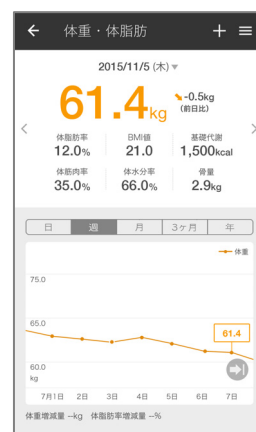 体重・体脂肪
2015/11/5 (木)
61.4kg
-0.5kg
(前日比)
体脂肪率 BMI値 基礎代謝
12.0% 21.0 1,500kcal
体筋肉率 体水分率 骨量
35.0% 66.0% 2.9kg
日 週 月 3ヶ月 年
体重
75.0
65.0
61.4
60.0
kg
7月1日 2日 3日 4日 5日 6日 7日
体重増減量 --kg 体脂肪率増減量 --%